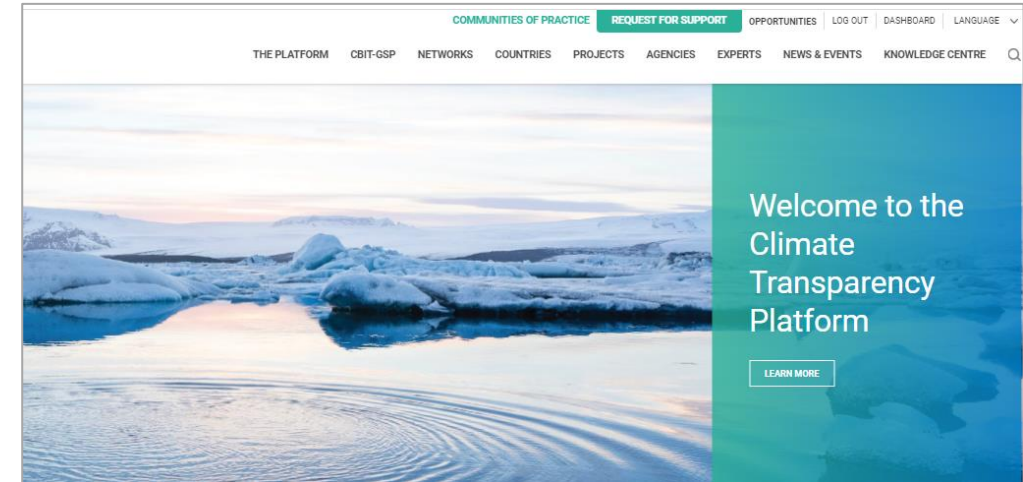 COMMUNITIES OF PRACTICE REQUEST FOR SUPPORT OPPORTUNITIES LOG OUT DASHBOARD LANGUAGE
THE PLATFORM CBIT-GSP NETWORKS COUNTRIES PROJECTS AGENCIES EXPERTS NEWS & EVENTS KNOWLEDGE CENTRE
Welcome to the
Climate
Transparency
Platform
LEARN MORE